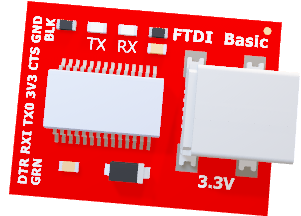 BLK
GND
CTS
3V3
TX0
RXI
DTR
GRN
TX RX
FTDI Basic
3.3V